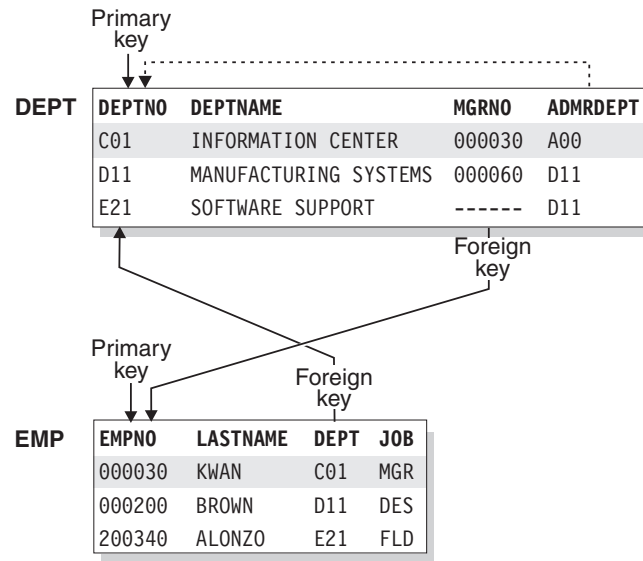 Primary
key
DEPT
DEPTNO DEPTNAME MGRNO ADMRDEPT
C01 INFORMATION CENTER 000030 A00
D11 MANUFACTURING SYSTEMS 000060 D11
E21 SOFTWARE SUPPORT ------ D11
Foreign
key
Primary
key
Foreign
key
EMP
EMPNO LASTNAME DEPT JOB
000030 KWAN C01 MGR
000200 BROWN D11 DES
200340 ALONZO E21 FLD